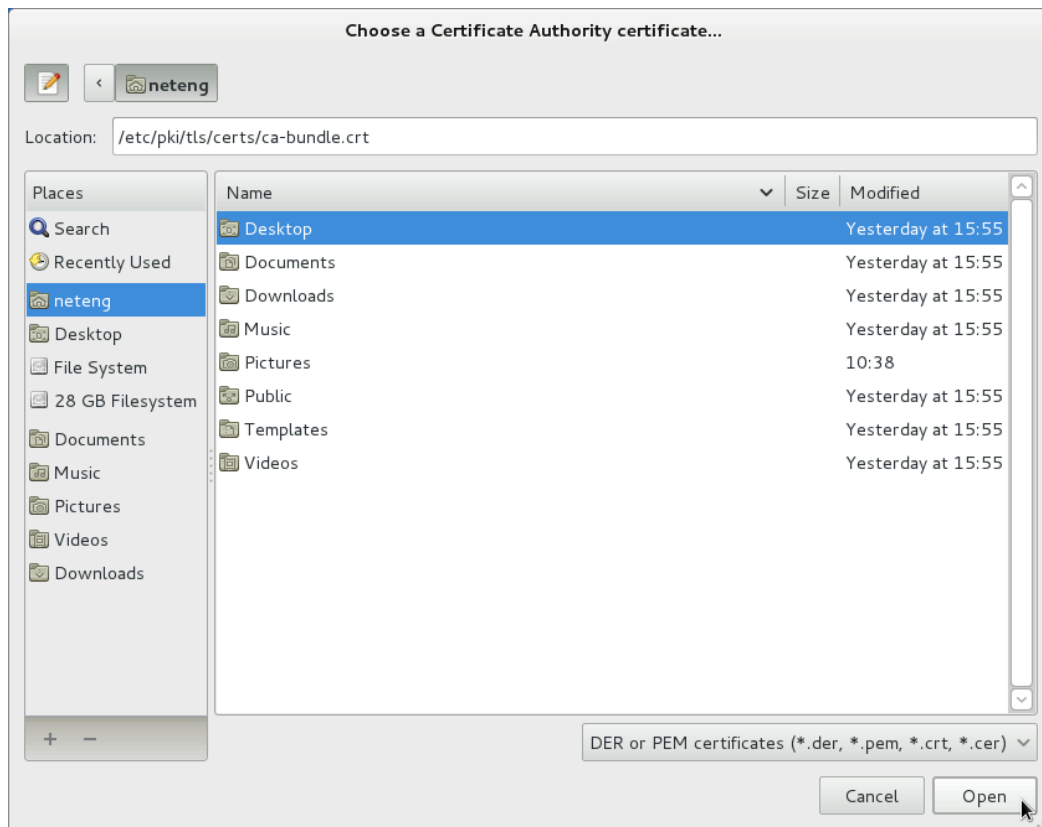 Choose a Certificate Authority certificate...
neteng
Location: /etc/pki/tls/certs/ca-bundle.crt
Places
Search
Recently Used
neteng
Desktop
File System
28 GB Filesystem
Documents
Music
Pictures
Videos
Downloads
Name Size Modified
Desktop Yesterday at 15:55
Documents Yesterday at 15:55
Downloads Yesterday at 15:55
Music Yesterday at 15:55
Pictures 10:38
Public Yesterday at 15:55
Templates Yesterday at 15:55
Videos Yesterday at 15:55
DER or PEM certificates (*.der, *.pem, *.crt, *.cer)
Cancel Open